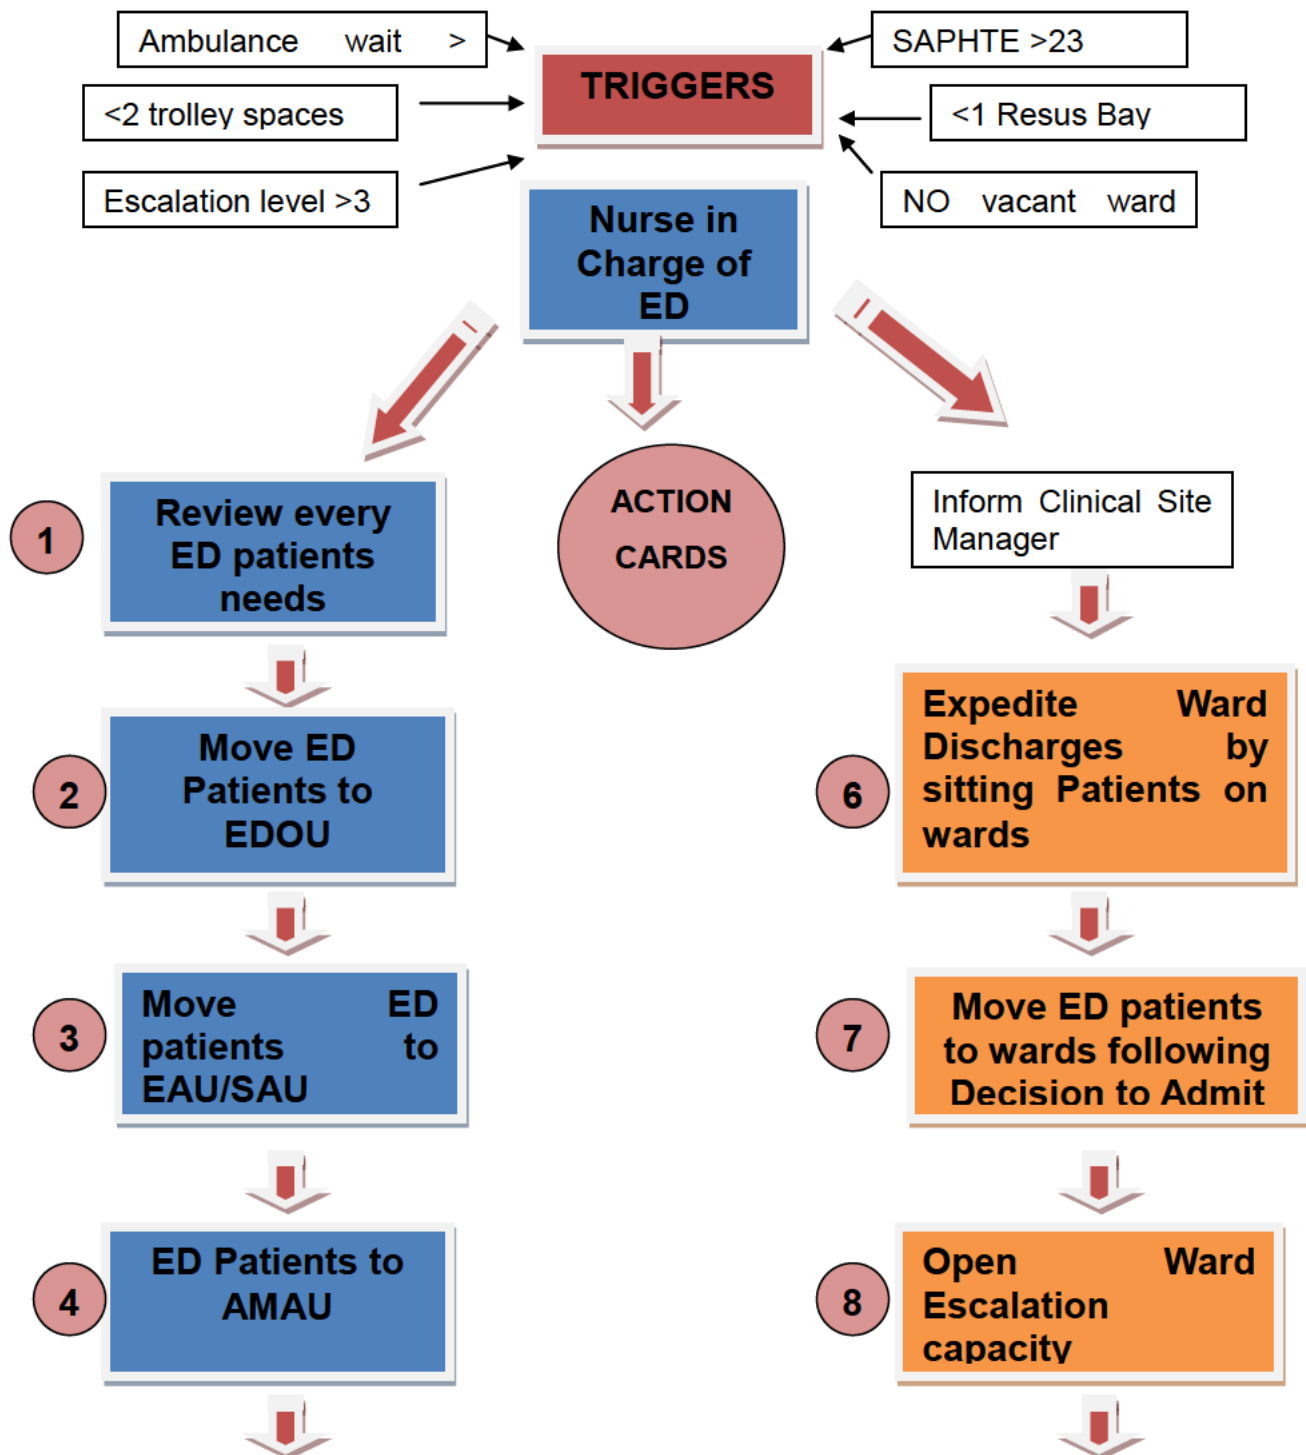 Ambulance wait >
SAPHTE >23
TRIGGERS
<2 trolley spaces
<1 Resus Bay
Escalation level >3
NO vacant ward
Nurse in
Charge of
ED
1
Review every
ED patients
needs
ACTION
CARDS
Inform Clinical Site
Manager
2
Move ED
Patients to
EDOU
6
Expedite Ward
Discharges by
sitting Patients on
wards
3
Move ED
patients to
EAU/SAU
7
Move ED patients
to wards following
Decision to Admit
4
ED Patients to
AMAU
8
Open Ward
Escalation
capacity